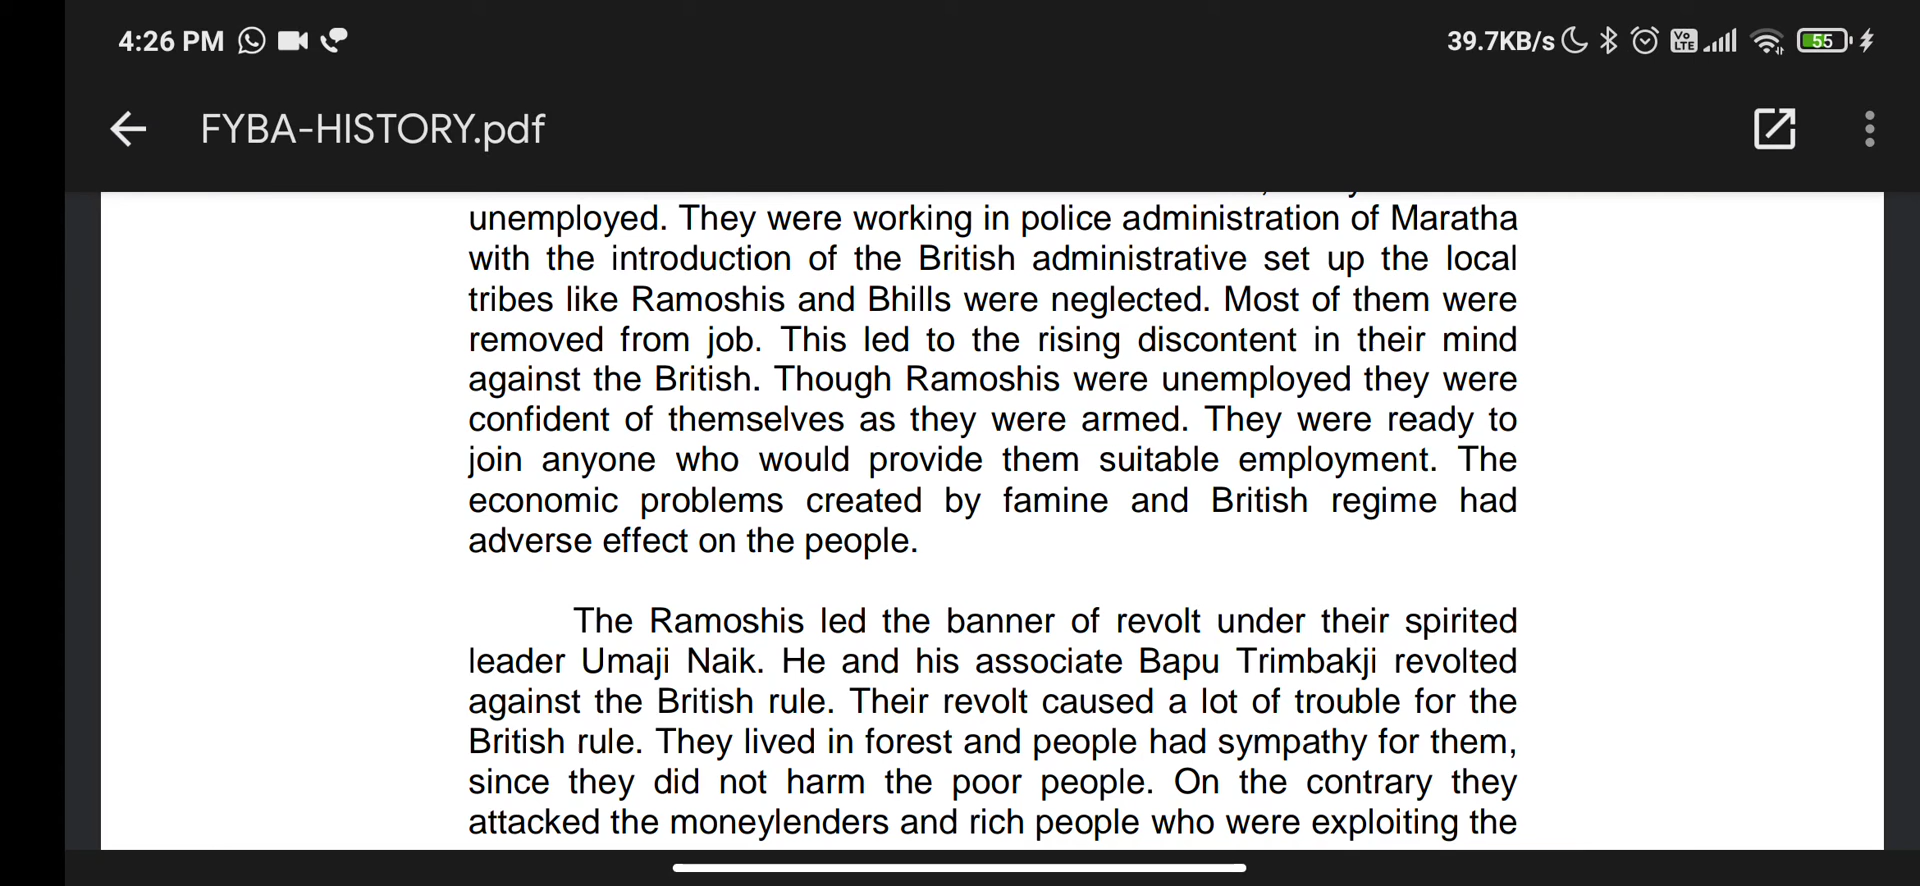 4:26 PM
39.7KB/s Vo LTE 55
FYBA-HISTORY.pdf
unemployed. They were working in police administration of Maratha
with the introduction of the British administrative set up the local
tribes like Ramoshis and Bhills were neglected. Most of them were
removed from job. This led to the rising discontent in their mind
against the British. Though Ramoshis were unemployed they were
confident of themselves as they were armed. They were ready to
join anyone who would provide them suitable employment. The
economic problems created by famine and British regime had
adverse effect on the people.
The Ramoshis led the banner of revolt under their spirited
leader Umaji Naik. He and his associate Bapu Trimbakji revolted
against the British rule. Their revolt caused a lot of trouble for the
British rule. They lived in forest and people had sympathy for them,
since they did not harm the poor people. On the contrary they
attacked the moneylenders and rich people who were exploiting the